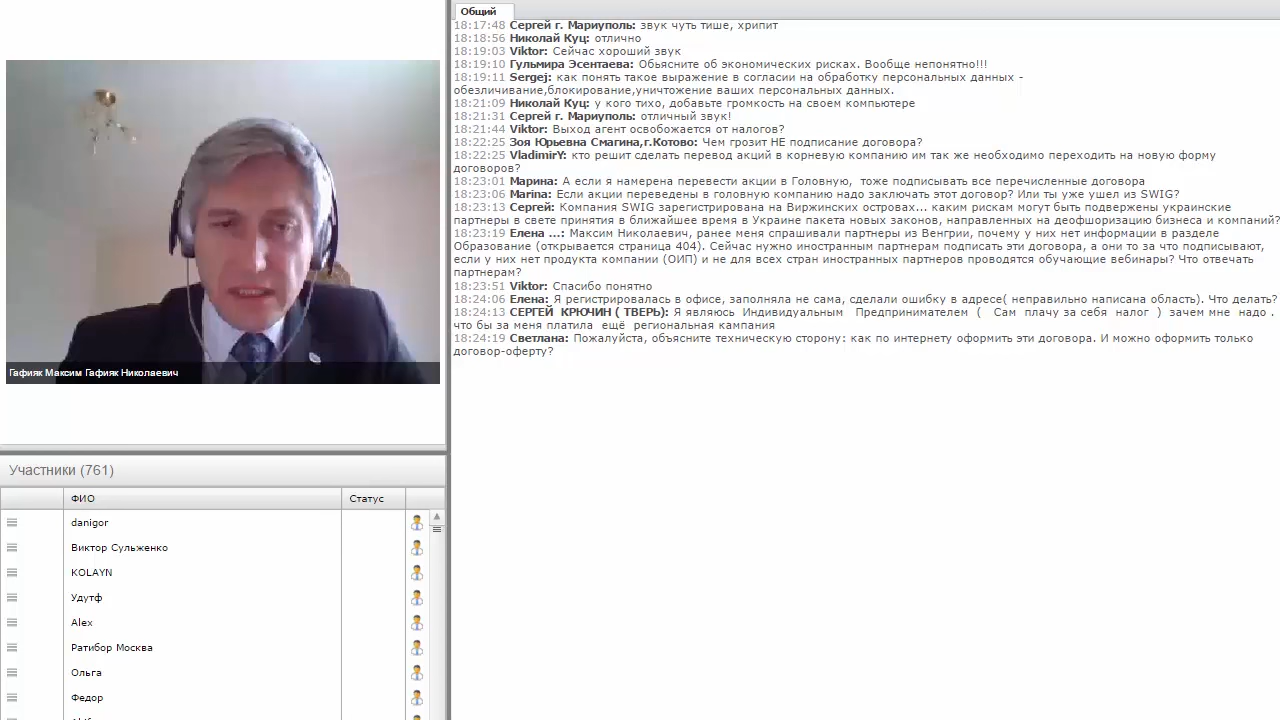 Общий
18:17:48 Сергей г. Мариуполь: звук чуть тише, хрипит
18:18:56 Николай Куц: отлично
18:19:03 Viktor: Сейчас хороший звук
18:19:10 Гульмира Эсентаева: Обьясните об экономических рисках. Вообще непонятно!!!
18:19:11 Sergej: как понять такое выражение в согласии на обработку персональных данных -
обезличивание,блокирование,уничтожение ваших персональных данных.
18:21:09 Николай Куц: у кого тихо, добавьте громкость на своем компьютере
18:21:31 Сергей г. Мариуполь: отличный звук!
18:21:44 Viktor: Выход агент освобожается от налогов?
18:22:25 Зоя Юрьевна Смагина,г.Котово: Чем грозит НЕ подписание договора?
18:22:25 VladimirY: кто решит сделать перевод акций в корневую компанию им так же необходимо переходить на новую форму
договоров?
18:23:01 Марина: А если я намерена перевести акции в Головную, тоже подписывать все перечисленные договора
18:23:06 Marina: Если акции переведены в головную компанию надо заключать этот договор? Или ты уже ушел из SWIG?
18:23:13 Сергей: Компания SWIG зарегистрирована на Виржинских островах... каким рискам могут быть подвержены украинские
партнеры в свете принятия в ближайшее время в Украине пакета новых законов, направленных на деофшоризацию бизнеса и компаний?
18:23:19 Елена ...: Максим Николаевич, ранее меня спрашивали партнеры из Венгрии, почему у них нет информации в разделе
Образование (открывается страница 404). Сейчас нужно иностранным партнерам подписать эти договора, а они то за что подписывают,
если у них нет продукта компании (ОИП) и не для всех стран иностранных партнеров проводятся обучающие вебинары? Что отвечать
партнерам?
18:23:51 Viktor: Спасибо понятно
18:24:06 Елена: Я регистрировалась в офисе, заполняла не сама, сделали ошибку в адресе( неправильно написана область). Что делать?
18:24:13 СЕРГЕЙ КРЮЧИН ( ТВЕРЬ): Я являюсь Индивидуальным Предпринимателем ( Сам плачу за себя налог ) зачем мне надо .
что бы за меня платила ещё региональная кампания
18:24:19 Светлана: Пожалуйста, объясните техническую сторону: как по интернету оформить эти договора. И можно оформить только
договор-оферту?
Гафияк Максим Гафияк Николаевич
Участники (761)
ФИО Статус
danigor
Виктор Сульженко
KOLAYN
Удутф
Alex
Ратибор Москва
Ольга
Федор